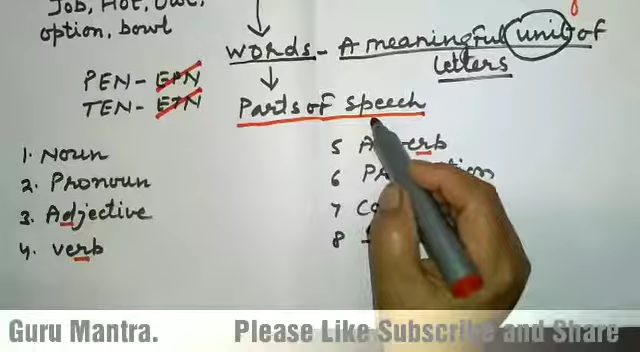 Job, Hot, Owl,
option, bowl
words - A meaningful unit of
letters
PEN - EPN
TEN - ETN
Parts of speech
1. Noun
2. Pronoun
3. Adjective
4. verb
5
6
7
8
Guru Mantra. Please Like Subscribe and Share